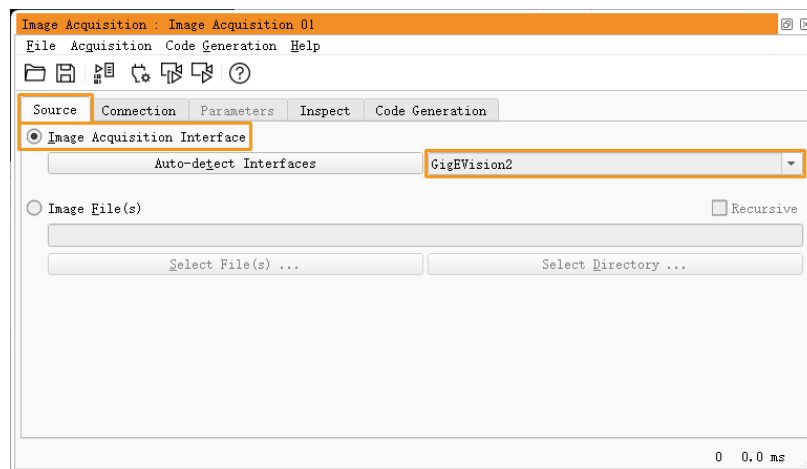 Image Acquisition : Image Acquisition 01
File Acquisition Code Generation Help
Source Connection Parameters Inspect Code Generation
Image Acquisition Interface
Auto-detect Interfaces GigEVision2
Image File(s) Recursive
Select File(s) ... Select Directory ...
0 0.0 ms